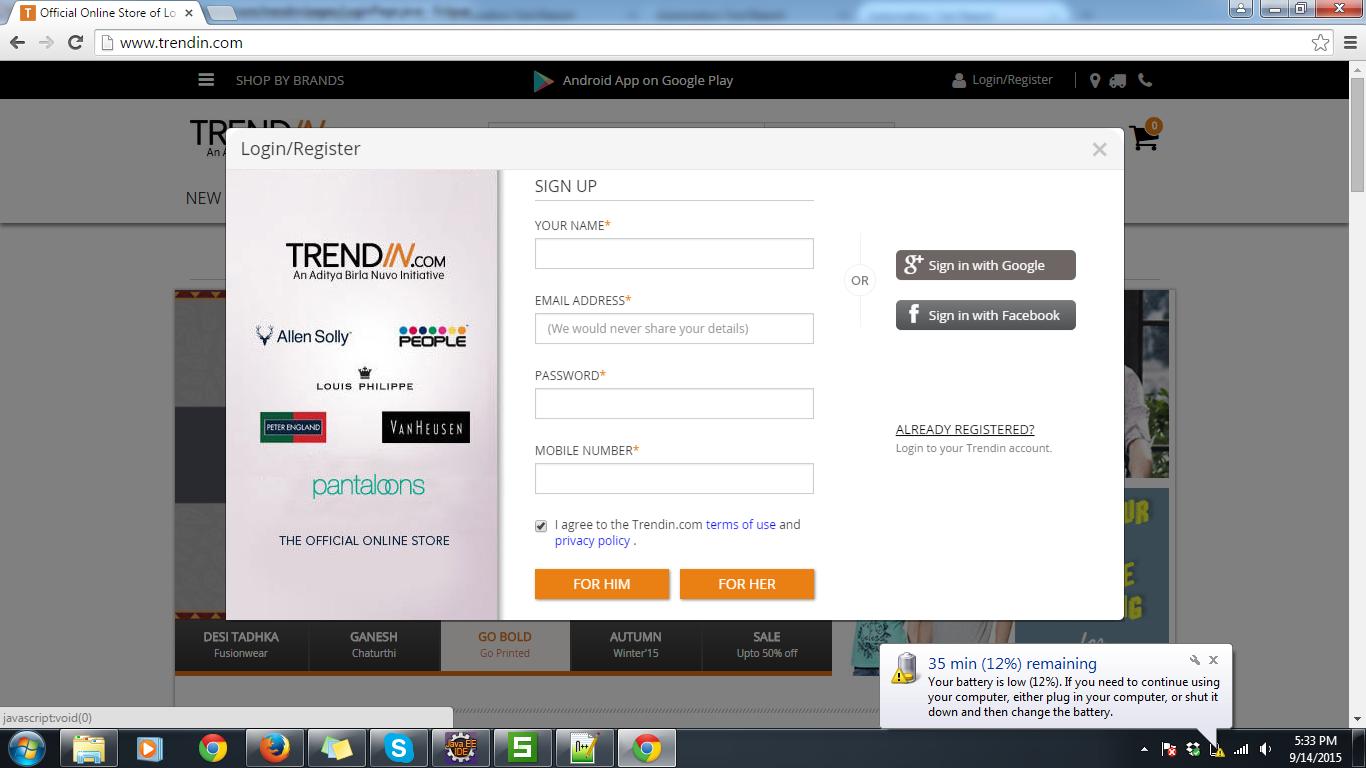 Official Online Store of Lo
www.trendin.com
SHOP BY BRANDS
Android App on Google Play
Login/Register
TRENDIN
An A
0
NEW
Login/Register
TRENDIN.COM
An Aditya Birla Nuvo Initiative
Allen Solly
PEOPLE
LOUIS PHILIPPE
PETER ENGLAND
VAN HEUSEN
pantaloons
THE OFFICIAL ONLINE STORE
SIGN UP
YOUR NAME*
EMAIL ADDRESS*
(We would never share your details)
PASSWORD*
MOBILE NUMBER*
I agree to the Trendin.com terms of use and
privacy policy .
FOR HIM FOR HER
OR
Sign in with Google
Sign in with Facebook
ALREADY REGISTERED?
Login to your Trendin account.
DESI TADHKA
Fusionwear
GANESH
Chaturthi
GO BOLD
Go Printed
AUTUMN
Winter'15
SALE
Upto 50% off
35 min (12%) remaining
Your battery is low (12%). If you need to continue using
your computer, either plug in your computer, or shut it
down and then change the battery.
javascript:void(0)
Java EE
IDE
5:33 PM
9/14/2015